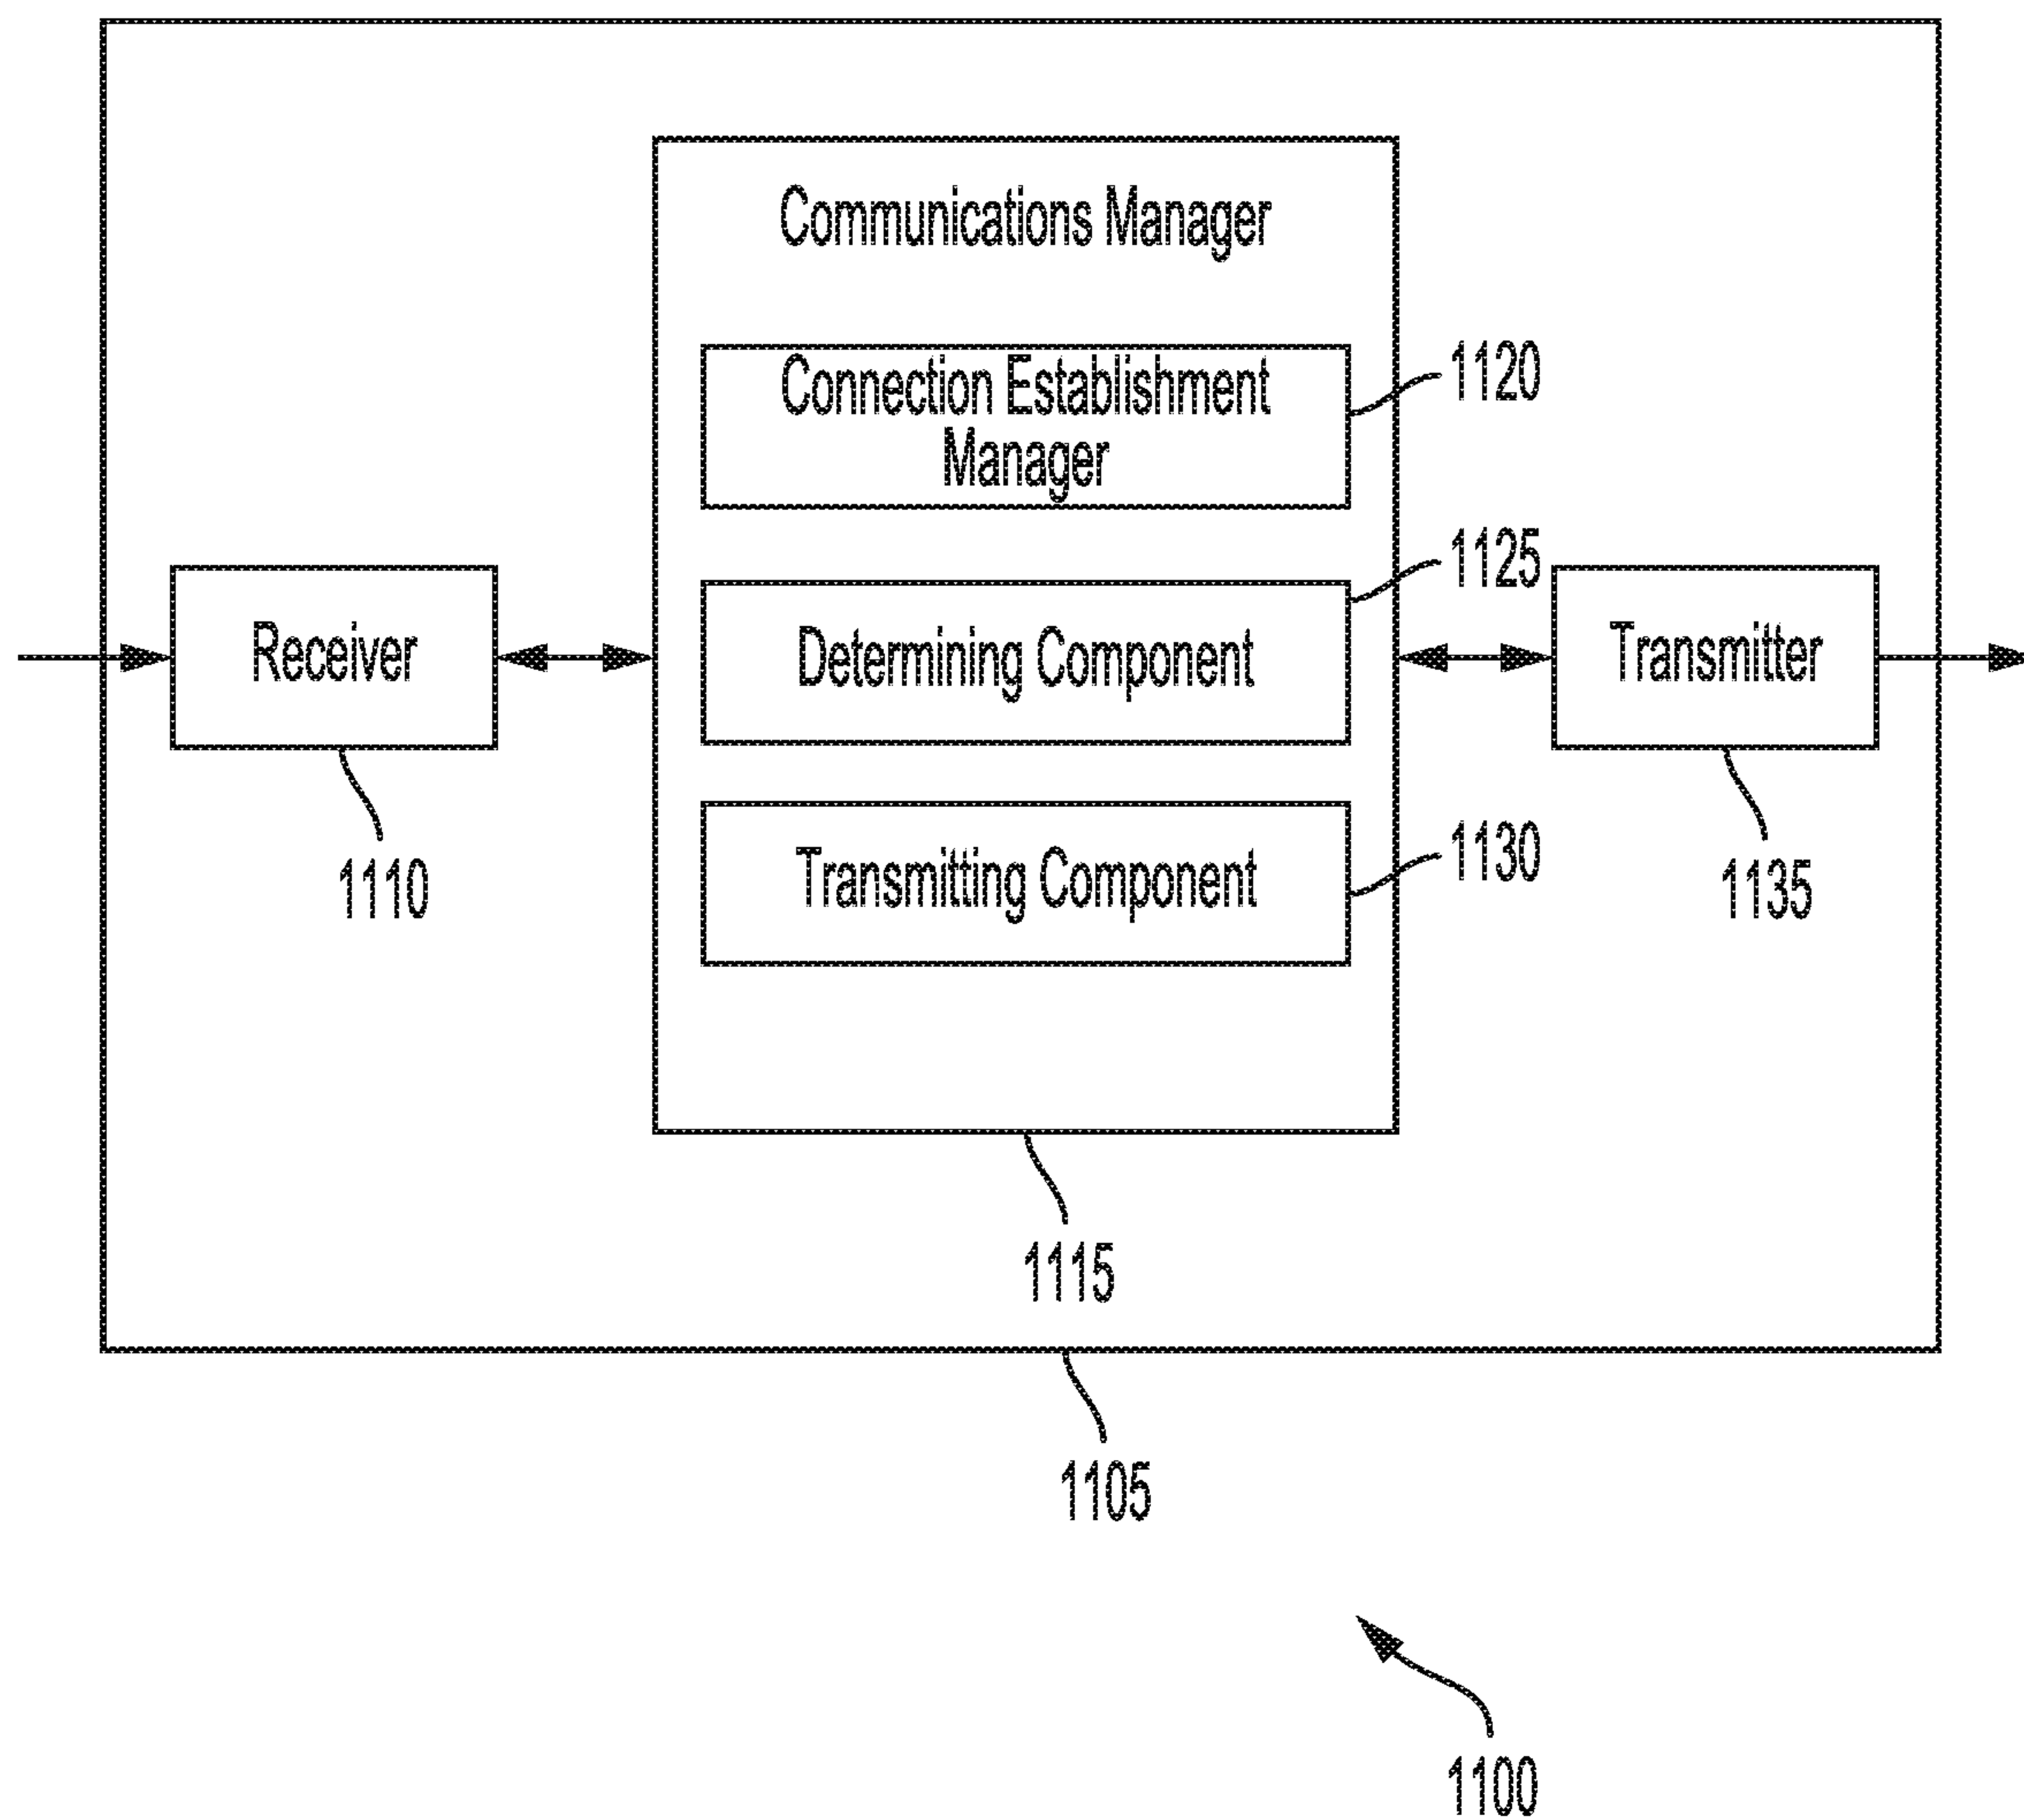 Communications Manager
Connection Establishment
Manager
1120
1125
Receiver
Determining Component
Transmitter
1110
Transmitting Component
1130
1135
1115
1105
1100